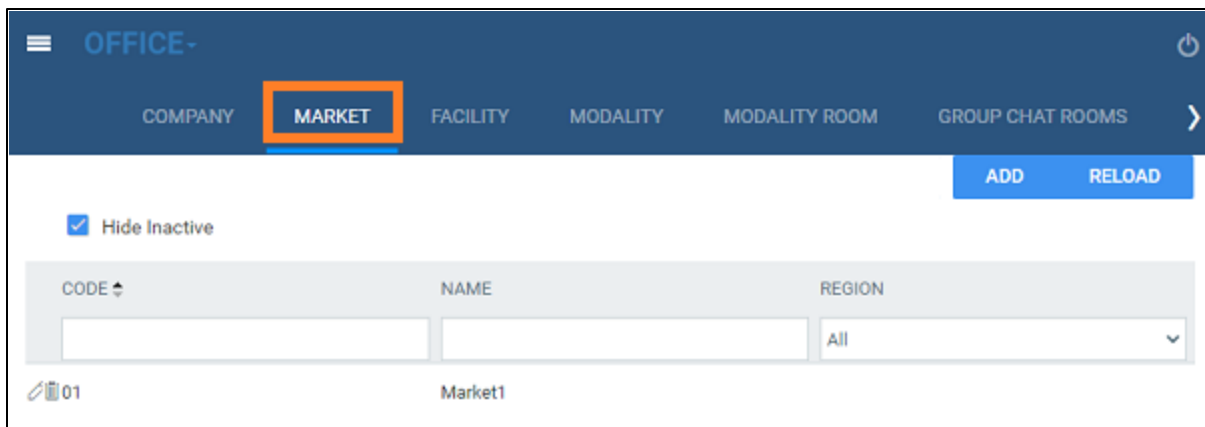 OFFICE
COMPANY MARKET FACILITY MODALITY MODALITY ROOM GROUP CHAT ROOMS
ADD RELOAD
Hide Inactive
CODE NAME REGION
All
01 Market1